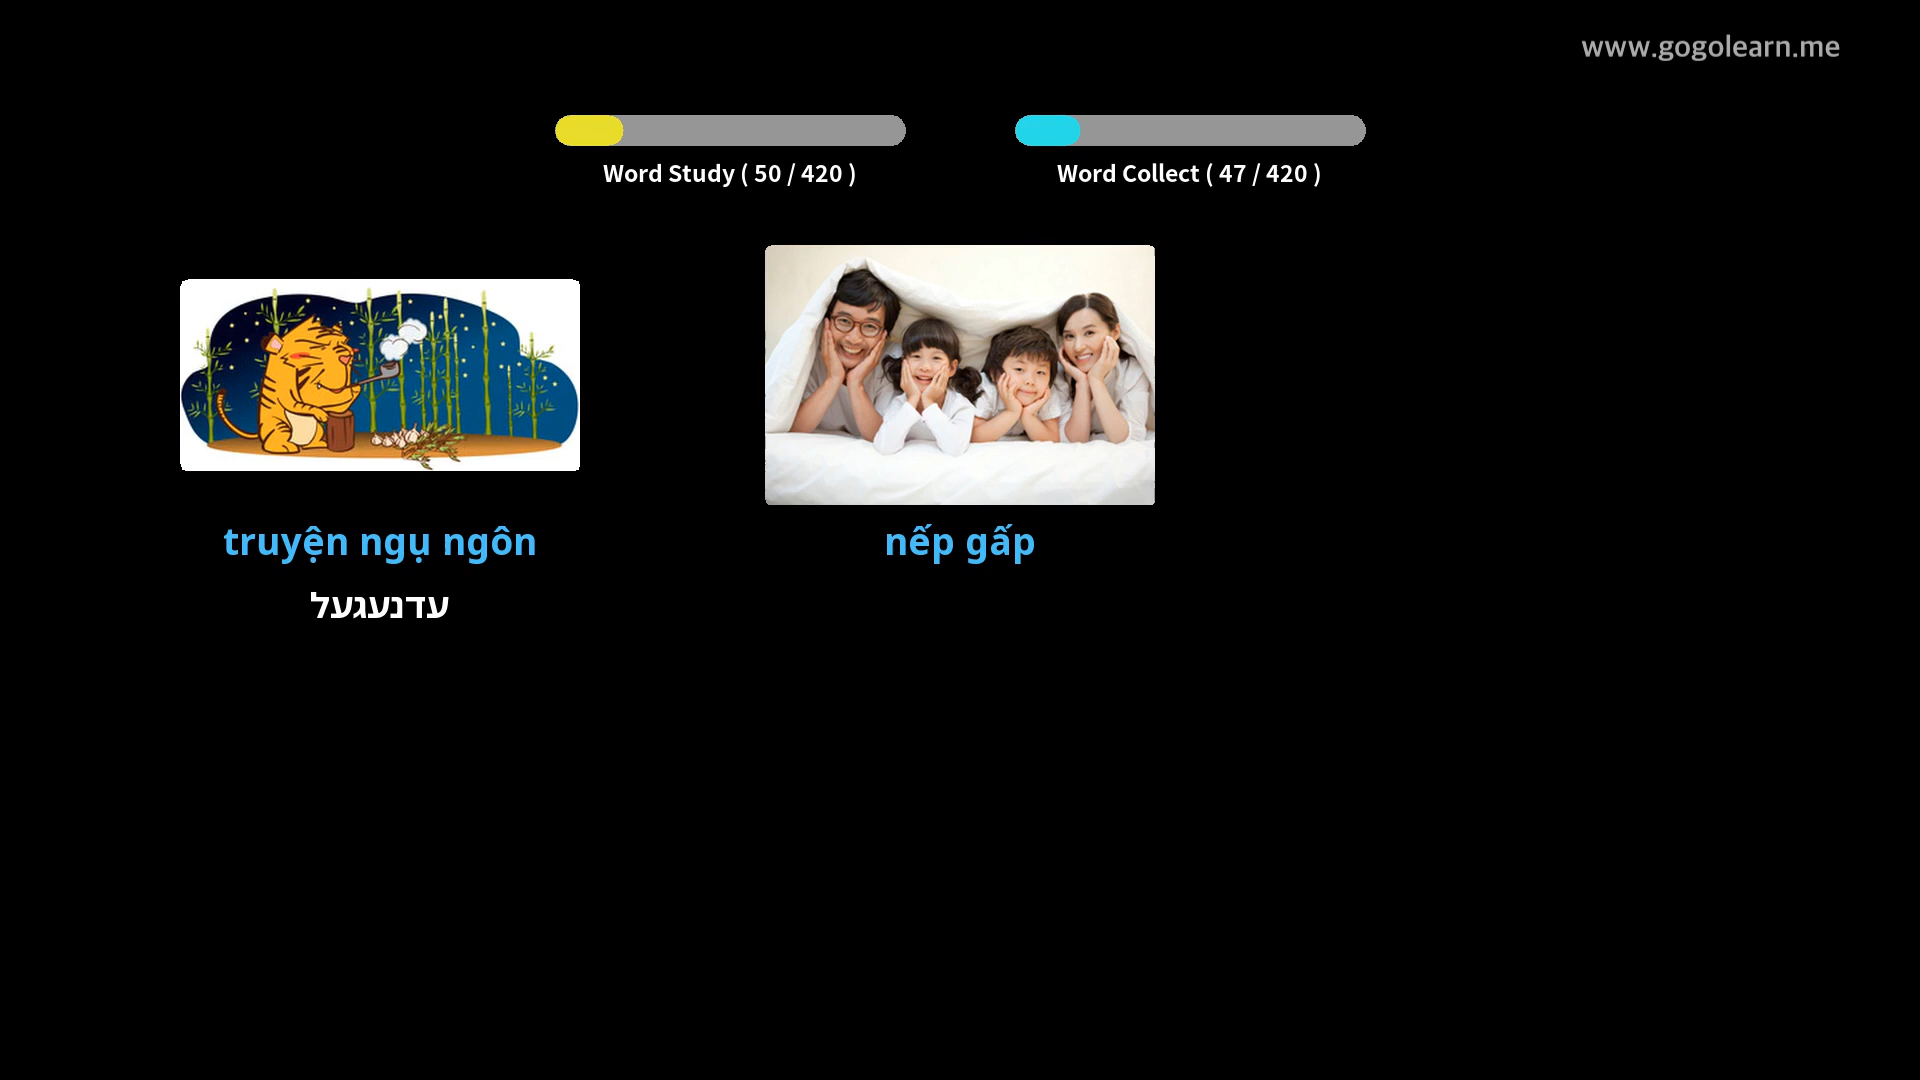 www.gogolearn.me
Word Study ( 50 / 420 )
Word Collect ( 47 / 420 )
truyện ngụ ngôn
עדנעגעל
nếp gấp